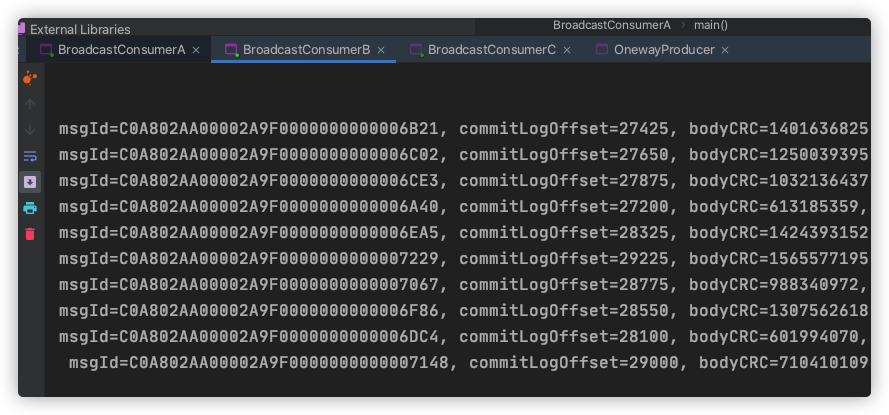 External Libraries
BroadcastConsumerA > main()
BroadcastConsumerA × BroadcastConsumerB × BroadcastConsumerC × OnewayProducer ×
msgId=C0A802AA00002A9F0000000000006B21, commitLogOffset=27425, bodyCRC=1401636825
msgId=C0A802AA00002A9F0000000000006C02, commitLogOffset=27650, bodyCRC=1250039395
msgId=C0A802AA00002A9F0000000000006CE3, commitLogOffset=27875, bodyCRC=1032136437
msgId=C0A802AA00002A9F0000000000006A40, commitLogOffset=27200, bodyCRC=613185359,
msgId=C0A802AA00002A9F0000000000006EA5, commitLogOffset=28325, bodyCRC=1424393152
msgId=C0A802AA00002A9F0000000000007229, commitLogOffset=29225, bodyCRC=1565577195
msgId=C0A802AA00002A9F0000000000007067, commitLogOffset=28775, bodyCRC=988340972,
msgId=C0A802AA00002A9F0000000000006F86, commitLogOffset=28550, bodyCRC=1307562618
msgId=C0A802AA00002A9F0000000000006DC4, commitLogOffset=28100, bodyCRC=601994070,
msgId=C0A802AA00002A9F0000000000007148, commitLogOffset=29000, bodyCRC=710410109